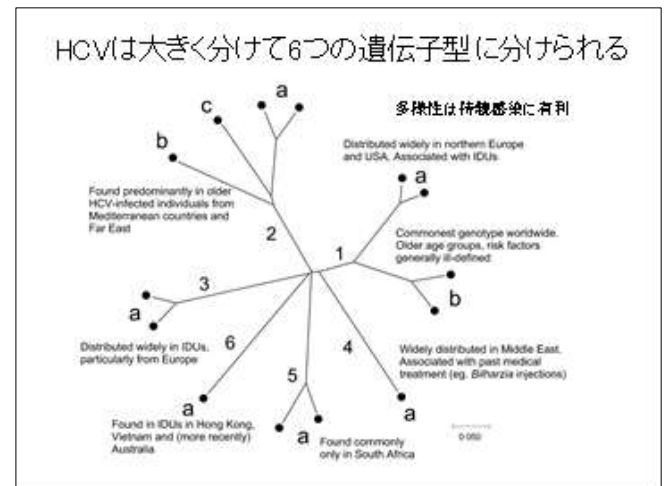 HCVは大きく分けて6つの遺伝子型に分けられる
多様性は持続感染に有利
a
c
b
Distributed widely in northern Europe
and USA. Associated with IDUs
a
Found predominantly in older
HCV-infected individuals from
Mediterranean countries and
Far East
2
1
Commonest genotype worldwide.
Older age groups, risk factors
generally ill-defined
b
3
a
Distributed widely in IDUs,
particularly from Europe
6
4
Widely distributed in Middle East.
Associated with past medical
treatment (eg. Bilharzia injections)
5
a
a
a
Found in IDUs in Hong Kong,
Vietnam and (more recently)
Australia
Found commonly
only in South Africa
0.050